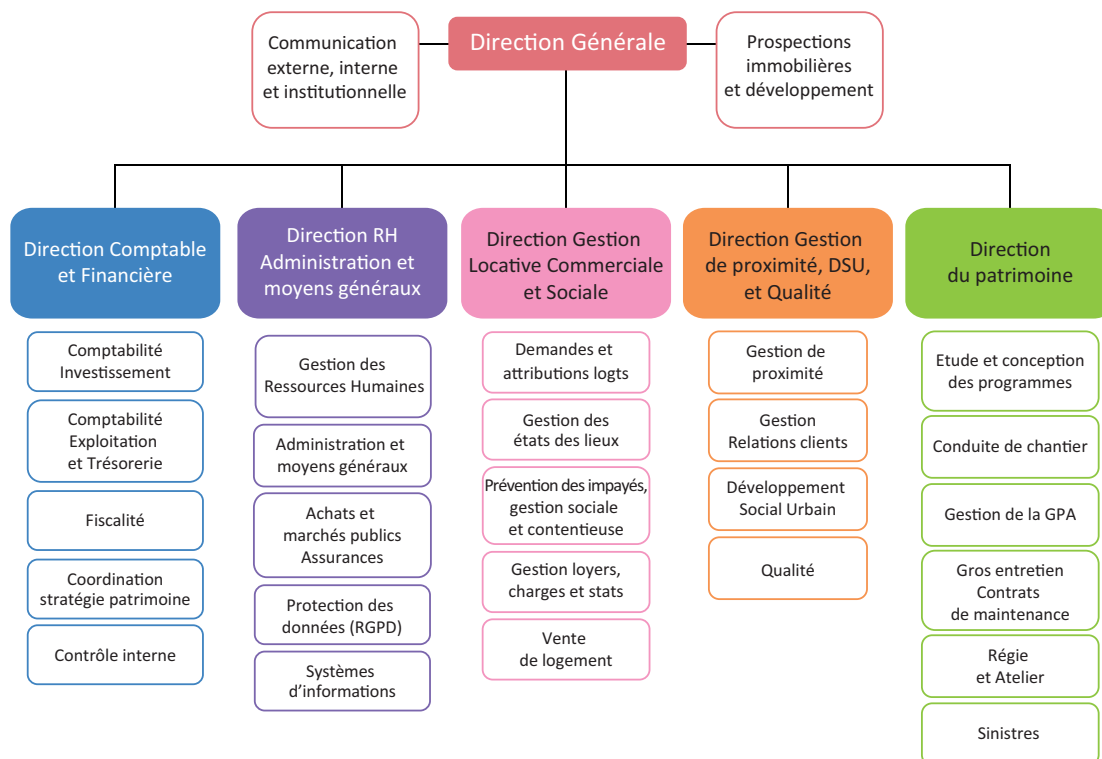 Communication
externe, interne
et institutionnelle
Direction Générale
Prospections
immobilières
et développement
Direction Comptable
et Financière
Comptabilité
Investissement
Comptabilité
Exploitation
et Trésorerie
Fiscalité
Coordination
stratégie patrimoine
Contrôle interne
Direction RH
Administration et
moyens généraux
Gestion des
Ressources Humaines
Administration et
moyens généraux
Achats et
marchés publics
Assurances
Protection des
données (RGPD)
Systèmes
d’informations
Direction Gestion
Locative Commerciale
et Sociale
Demandes et
attributions logts
Gestion des
états des lieux
Prévention des impayés,
gestion sociale
et contentieuse
Gestion loyers,
charges et stats
Vente
de logement
Direction Gestion
de proximité, DSU,
et Qualité
Gestion de
proximité
Gestion
Relations clients
Développement
Social Urbain
Qualité
Direction
du patrimoine
Etude et conception
des programmes
Conduite de chantier
Gestion de la GPA
Gros entretien
Contrats
de maintenance
Régie
et Atelier
Sinistres